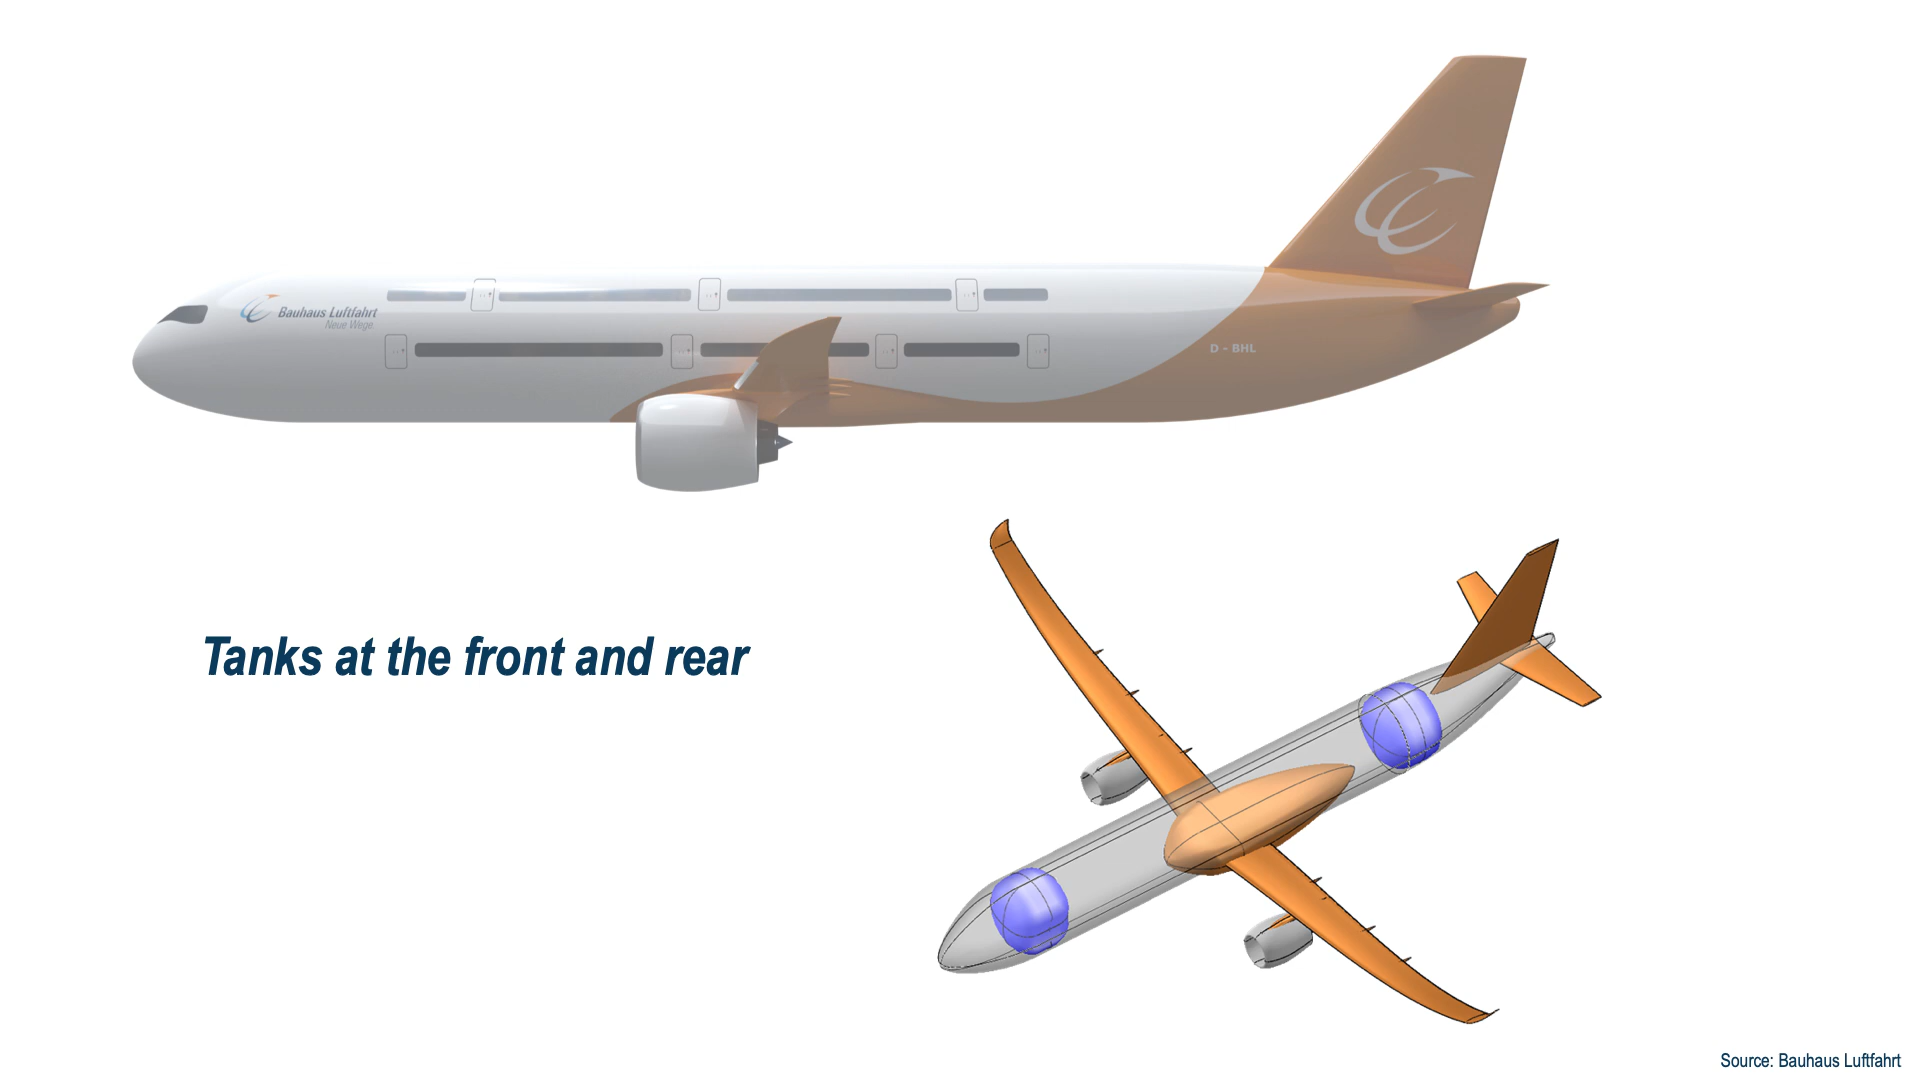 Bauhaus Luftfahrt
Neue Wege
D - BHL
Tanks at the front and rear
Source: Bauhaus Luftfahrt